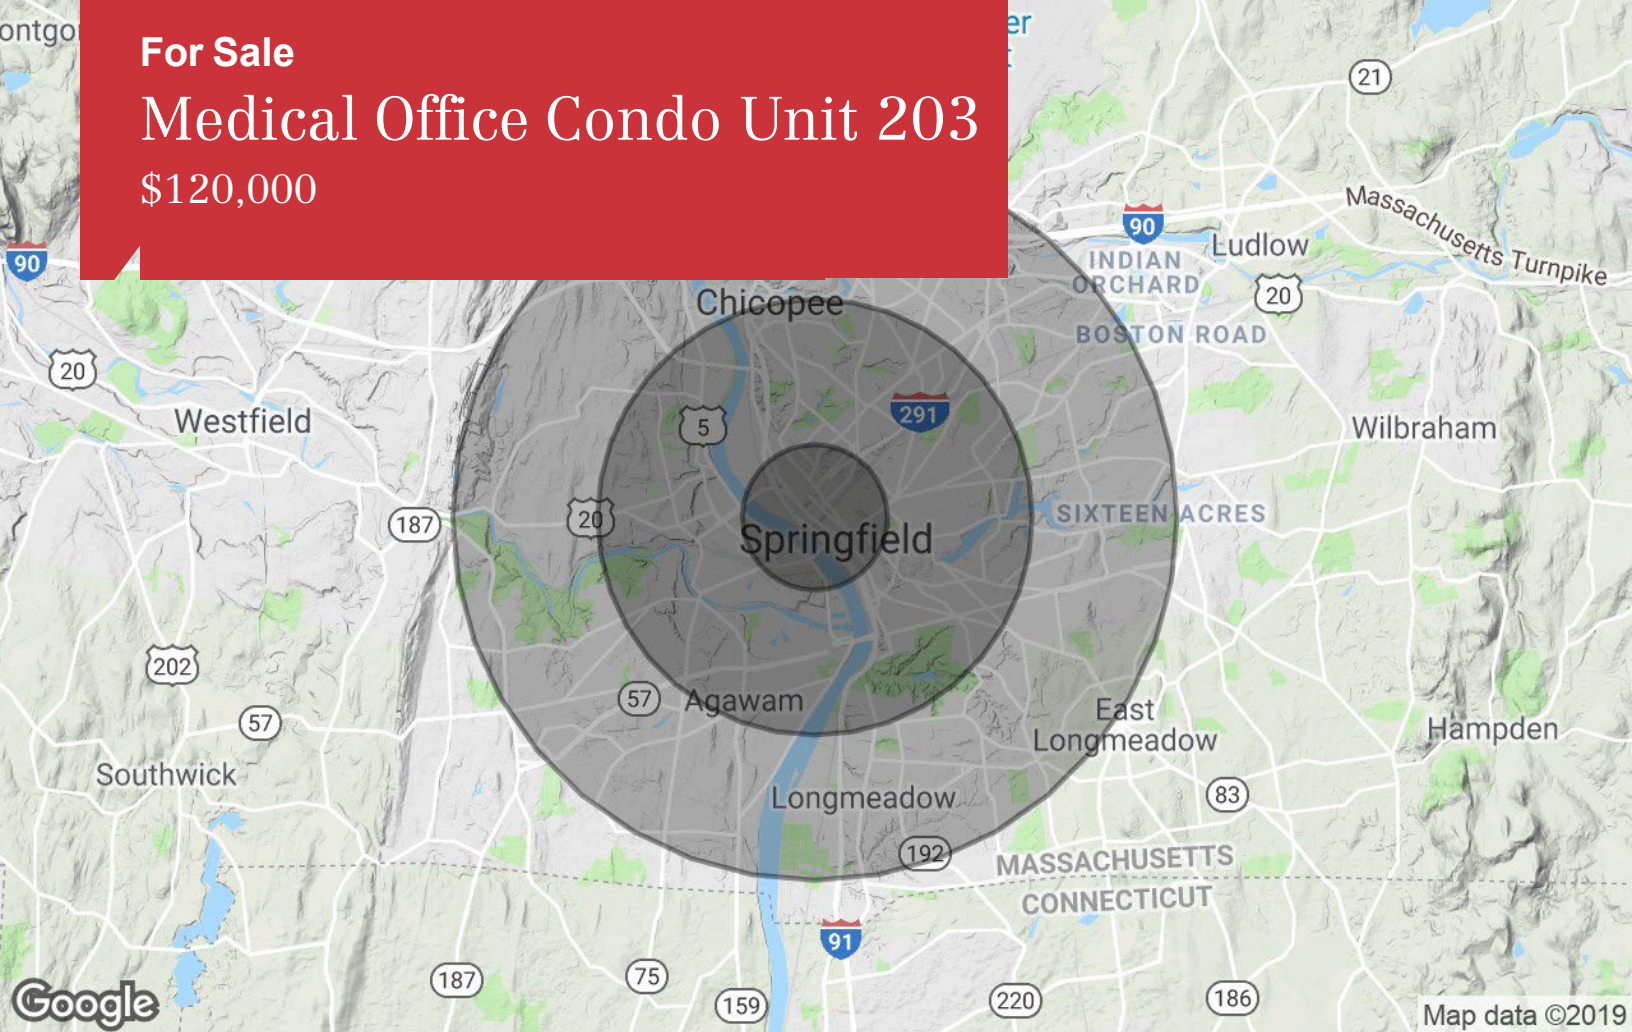 For Sale
Medical Office Condo Unit 203
$120,000
21
90
Ludlow
Massachusetts Turnpike
90
INDIAN
ORCHARD
20
Chicopee
BOSTON ROAD
20
5
291
Westfield
Wilbraham
187
20
Springfield
SIXTEEN ACRES
202
57
57
Agawam
East
Longmeadow
Hampden
Southwick
Longmeadow
83
192
MASSACHUSETTS
CONNECTICUT
91
187
75
159
220
186
Google
Map data ©2019